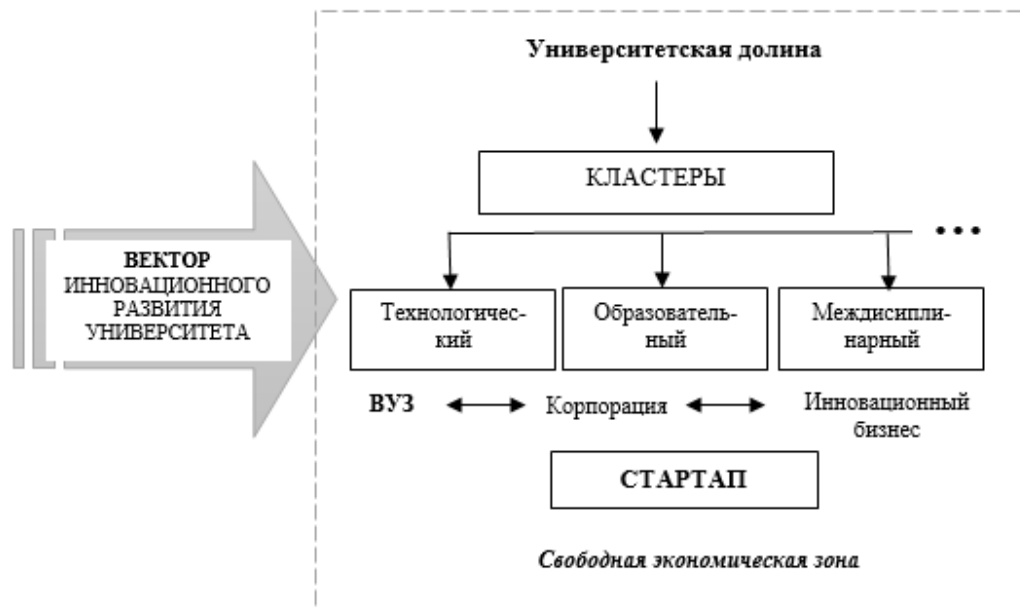 Университетская долина
КЛАСТЕРЫ
...
ВЕКТОР
ИННОВАЦИОННОГО
РАЗВИТИЯ
УНИВЕРСИТЕТА
Технологичес-
кий
Образователь-
ный
Междисипли-
нарный
ВУЗ
Корпорация
Инновационный
бизнес
СТАРТАП
Свободная экономическая зона